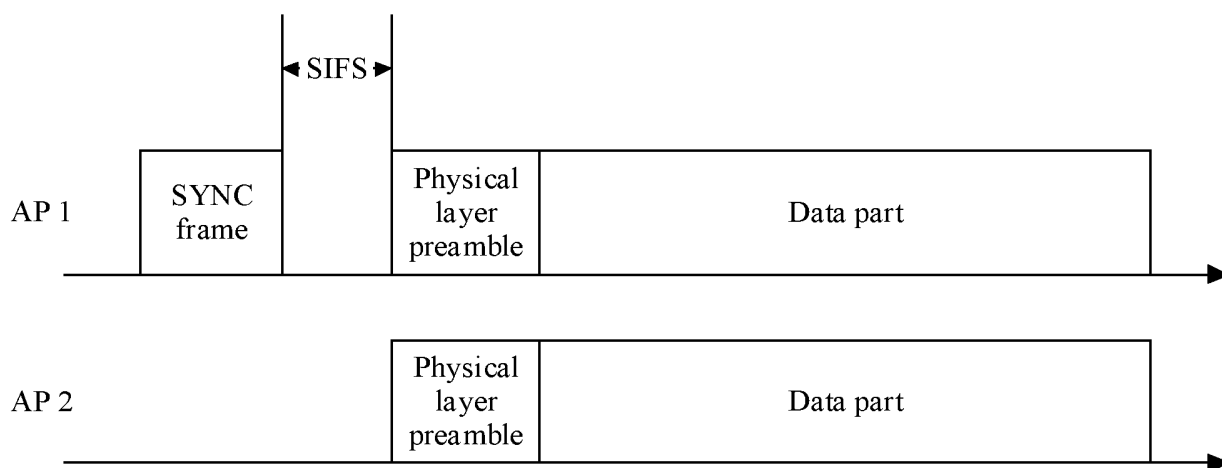 SIFS
AP 1
SYNC
frame
Physical
layer
preamble
Data part
AP 2
Physical
layer
preamble
Data part